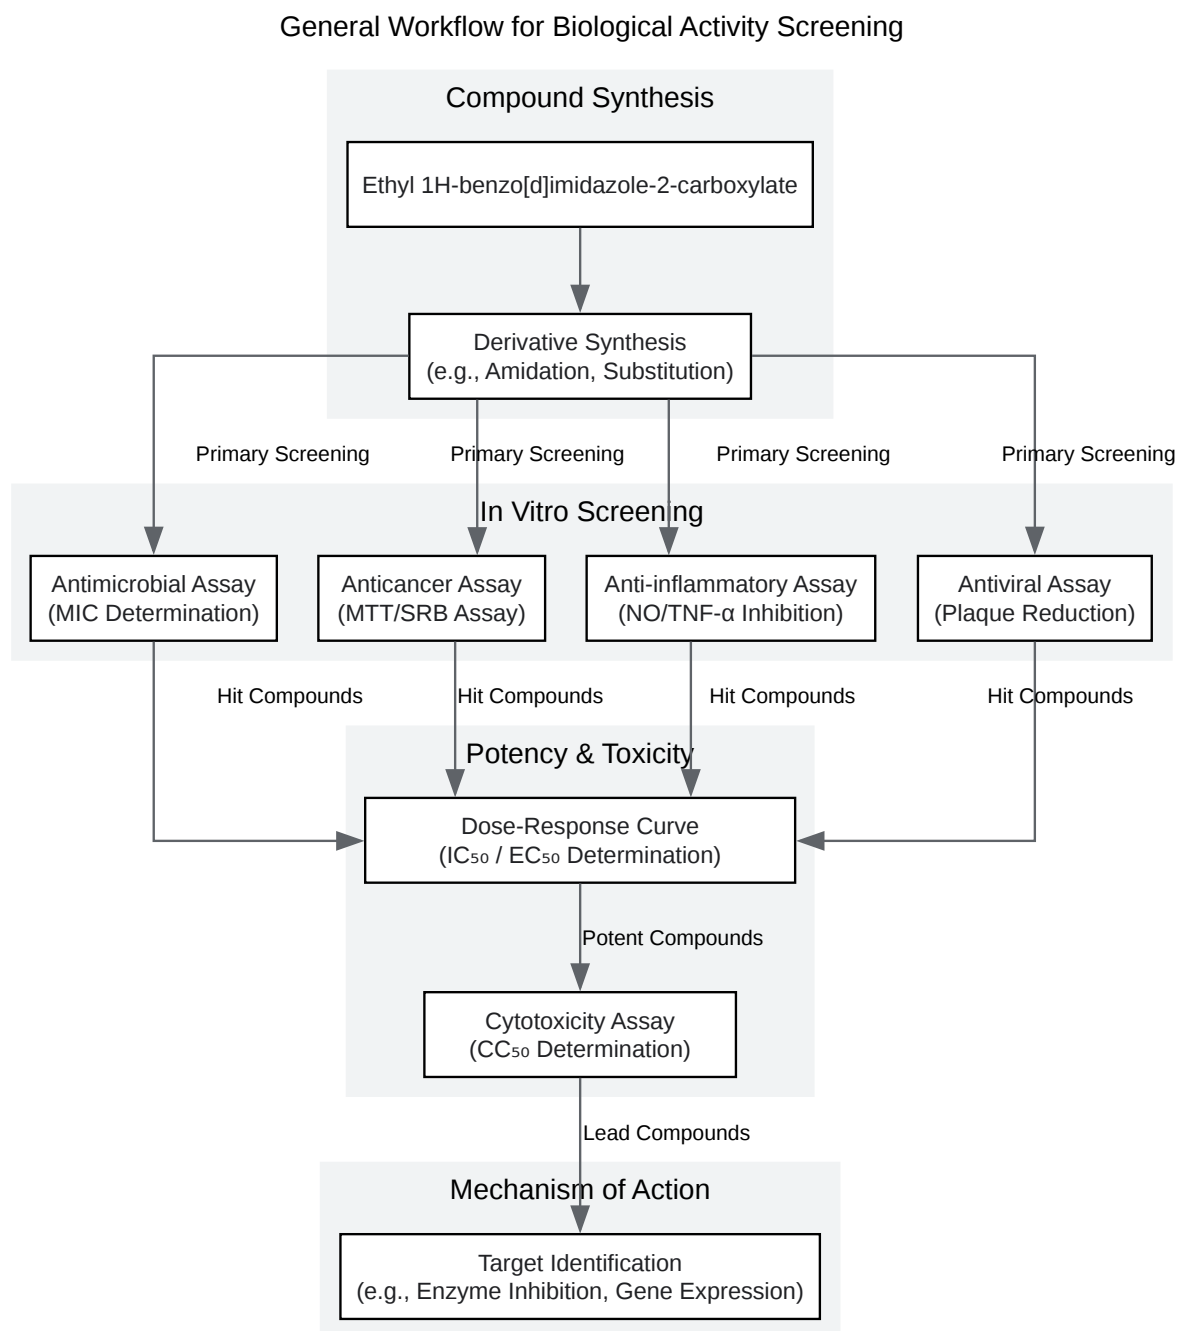 General Workflow for Biological Activity Screening
Compound Synthesis
Ethyl 1H-benzo[d]imidazole-2-carboxylate
Derivative Synthesis
(e.g., Amidation, Substitution)
Primary Screening
Primary Screening
Primary Screening
Primary Screening
In Vitro Screening
Antimicrobial Assay
(MIC Determination)
Anticancer Assay
(MTT/SRB Assay)
Anti-inflammatory Assay
(NO/TNF-α Inhibition)
Antiviral Assay
(Plaque Reduction)
Hit Compounds
Hit Compounds
Hit Compounds
Hit Compounds
Potency & Toxicity
Dose-Response Curve
(IC₅₀ / EC₅₀ Determination)
Potent Compounds
Cytotoxicity Assay
(CC₅₀ Determination)
Lead Compounds
Mechanism of Action
Target Identification
(e.g., Enzyme Inhibition, Gene Expression)